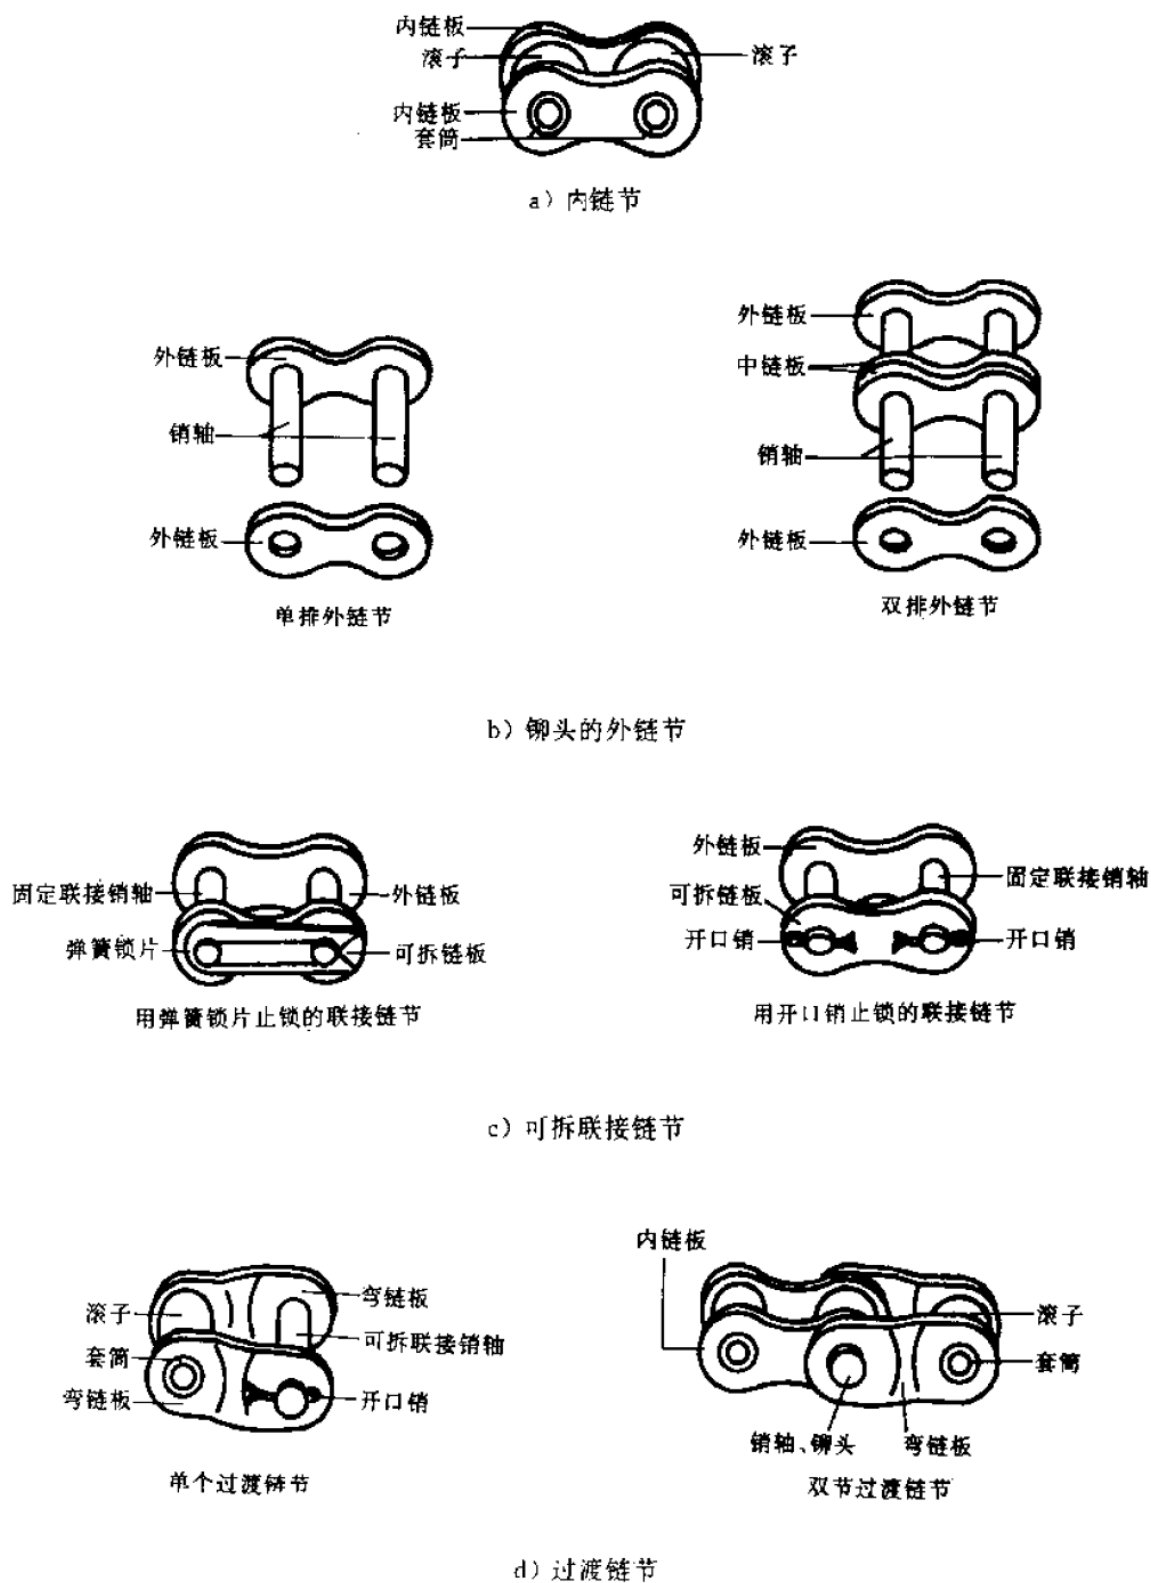 内链板
滚子
滚子
内链板
套筒
a）内链节
外链板
销轴
外链板
单排外链节
外链板
中链板
销轴
外链板
双排外链节
b）铆头的外链节
固定联接销轴
外链板
弹簧锁片
可拆链板
用弹簧锁片止锁的联接链节
外链板
固定联接销轴
可拆链板
开口销
开口销
用开口销止锁的联接链节
c）可拆联接链节
滚子
弯链板
可拆联接销轴
套筒
弯链板
开口销
单个过渡链节
内链板
滚子
套筒
销轴、铆头
弯链板
双节过渡链节
d）过渡链节